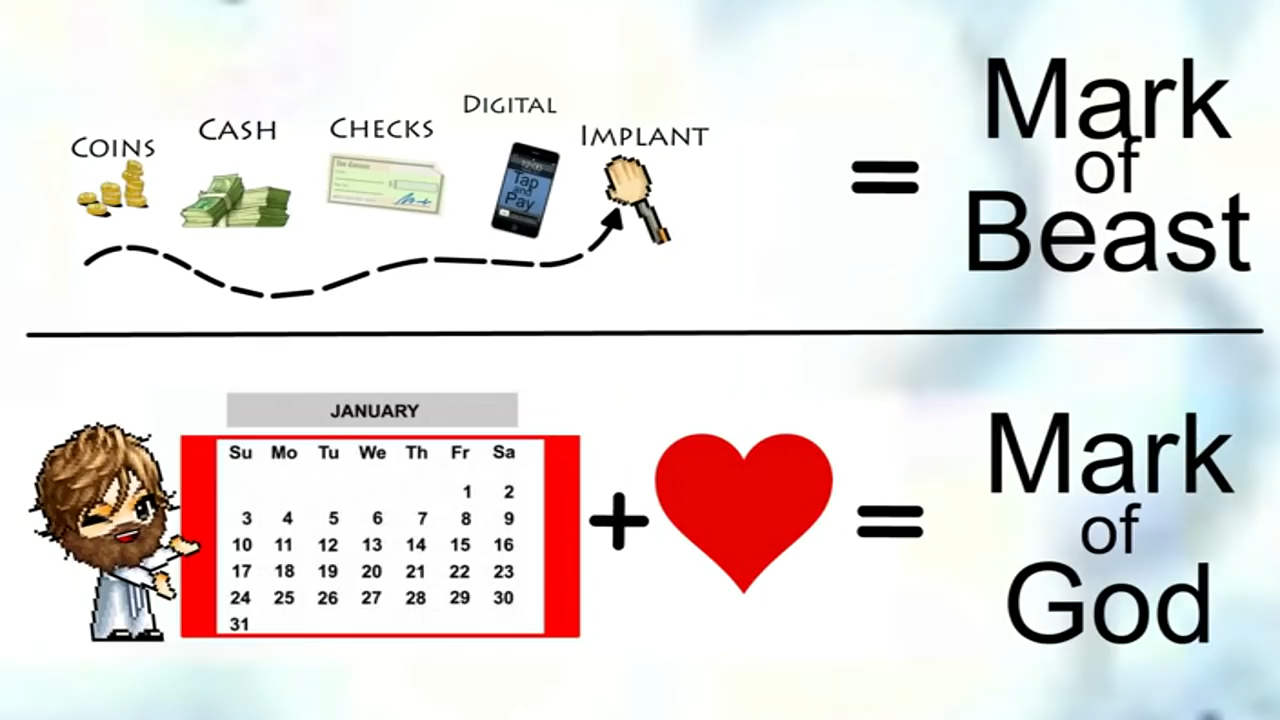 COINS
CASH
CHECKS
DIGITAL
IMPLANT
Tap
and
Pay
=
Mark
of
Beast
JANUARY
Su Mo Tu We Th Fr Sa
1 2
3 4 5 6 7 8 9
10 11 12 13 14 15 16
17 18 19 20 21 22 23
24 25 26 27 28 29 30
31
+
=
Mark
of
God